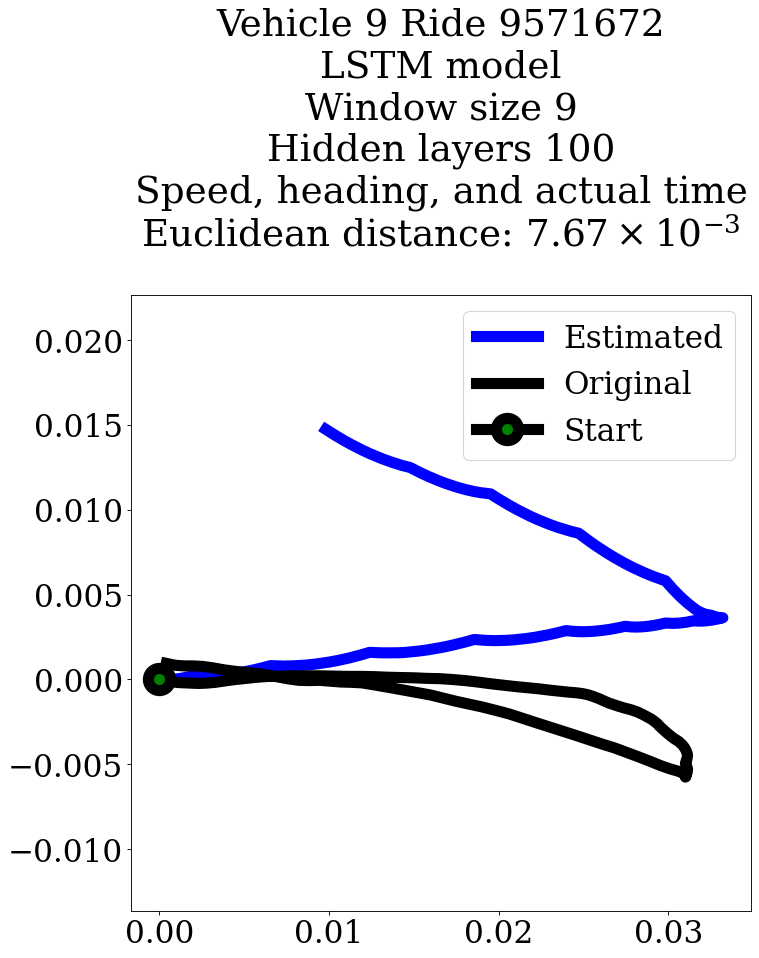 Vehicle 9 Ride 9571672
LSTM model
Window size 9
Hidden layers 100
Speed, heading, and actual time
Euclidean distance: 7.67 × 10⁻³
Estimated
Original
Start
0.020
0.015
0.010
0.005
0.000
−0.005
−0.010
0.00 0.01 0.02 0.03